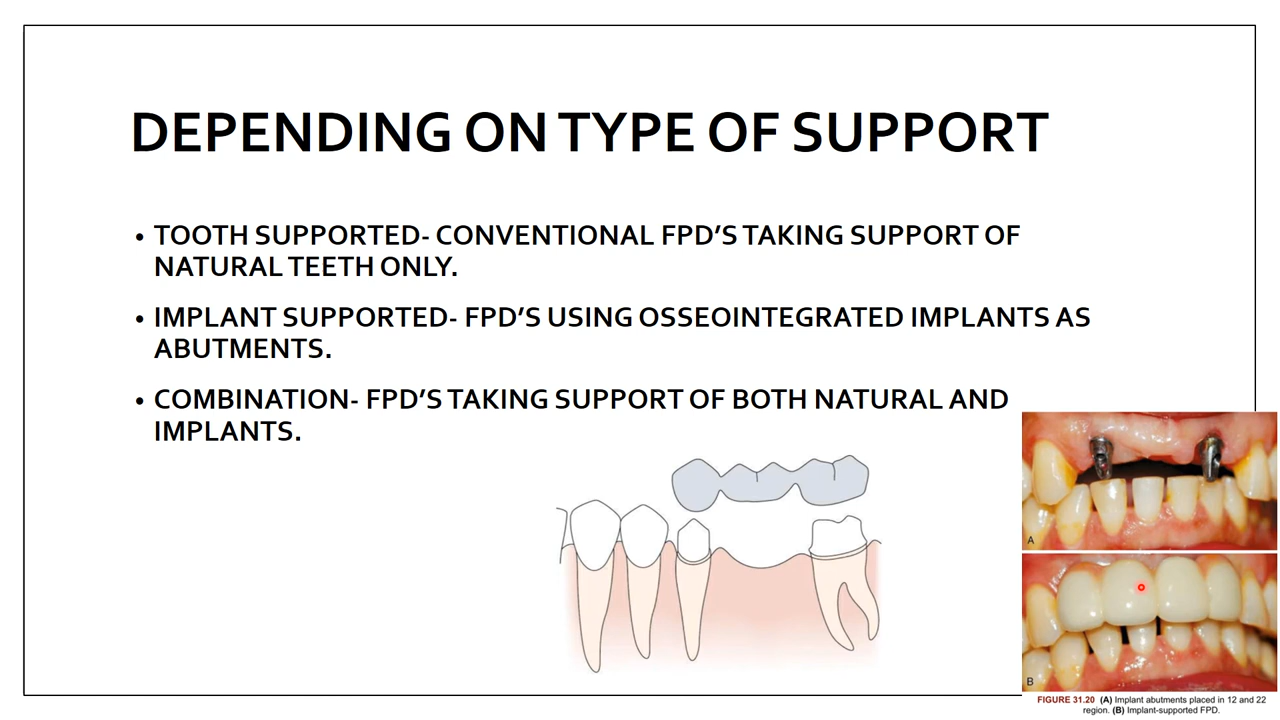 DEPENDING ON TYPE OF SUPPORT
• TOOTH SUPPORTED- CONVENTIONAL FPD’S TAKING SUPPORT OF
NATURAL TEETH ONLY.
• IMPLANT SUPPORTED- FPD’S USING OSSEOINTEGRATED IMPLANTS AS
ABUTMENTS.
• COMBINATION- FPD’S TAKING SUPPORT OF BOTH NATURAL AND
IMPLANTS.
A
B
FIGURE 31.20 (A) Implant abutments placed in 12 and 22
region. (B) Implant-supported FPD.